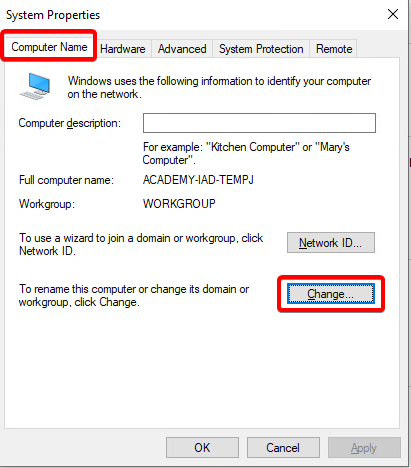 System Properties
Computer Name
Hardware
Advanced
System Protection
Remote
Windows uses the following information to identify your computer
on the network.
Computer description:
For example: "Kitchen Computer" or "Mary's
Computer".
Full computer name:
ACADEMY-IAD-TEMPJ
Workgroup:
WORKGROUP
To use a wizard to join a domain or workgroup, click
Network ID.
Network ID...
To rename this computer or change its domain or
workgroup, click Change.
Change...
OK
Cancel
Apply